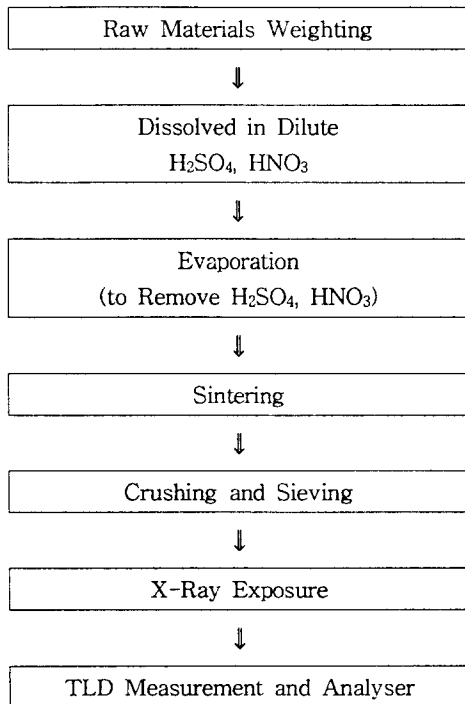 Raw Materials Weighting
⇓
Dissolved in Dilute
H₂SO₄, HNO₃
⇓
Evaporation
(to Remove H₂SO₄, HNO₃)
⇓
Sintering
⇓
Crushing and Sieving
⇓
X-Ray Exposure
⇓
TLD Measurement and Analyser